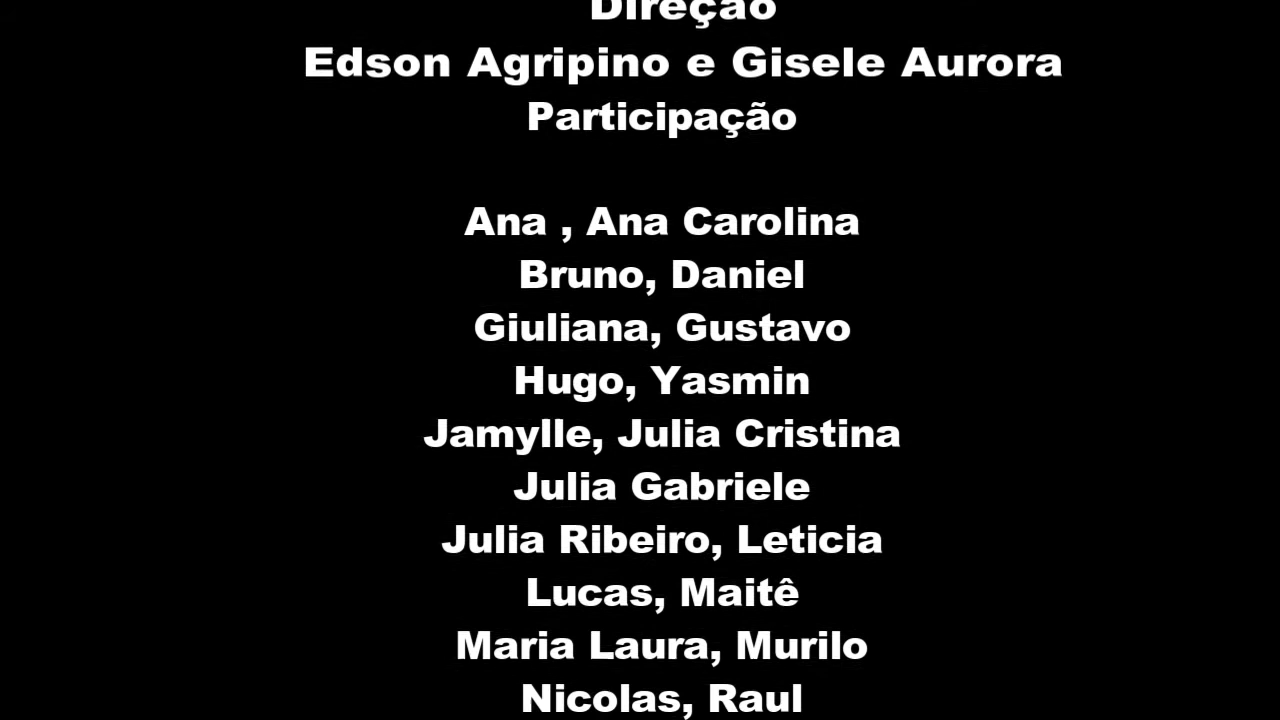 Direção
Edson Agripino e Gisele Aurora
Participação
Ana , Ana Carolina
Bruno, Daniel
Giuliana, Gustavo
Hugo, Yasmin
Jamylle, Julia Cristina
Julia Gabriele
Julia Ribeiro, Leticia
Lucas, Maitê
Maria Laura, Murilo
Nicolas, Raul